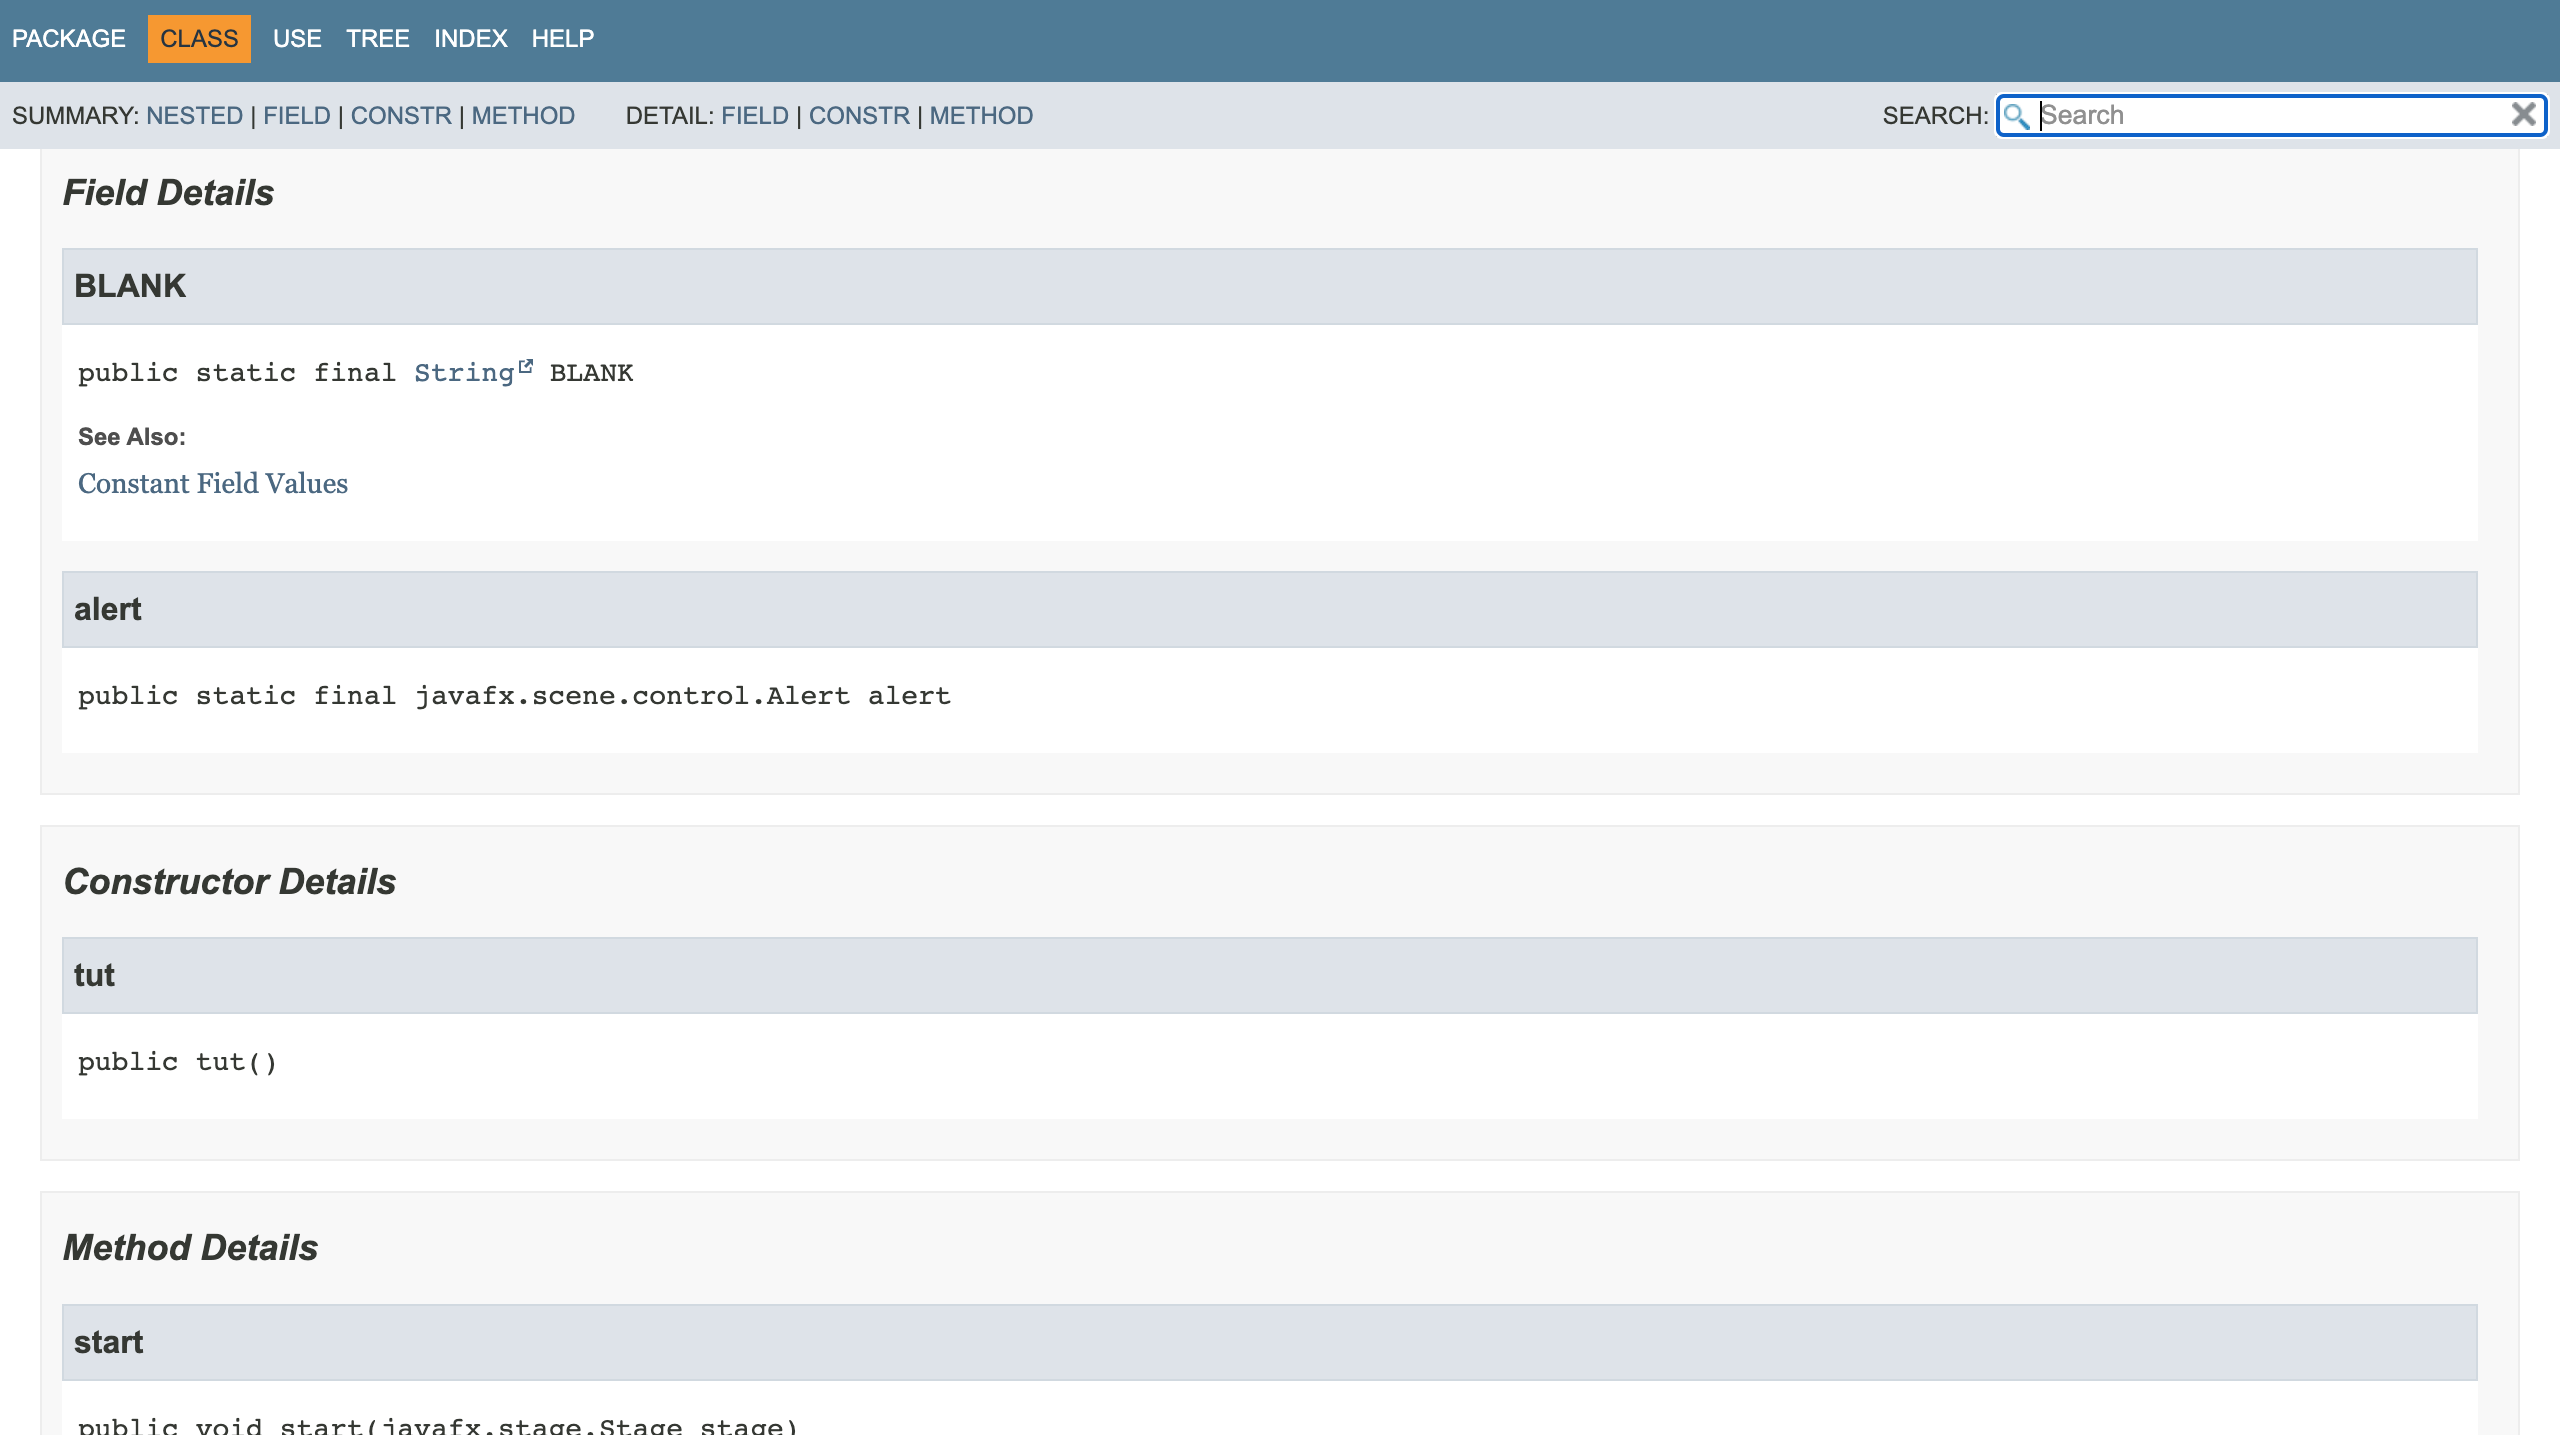 PACKAGE CLASS USE TREE INDEX HELP
SUMMARY: NESTED | FIELD | CONSTR | METHOD DETAIL: FIELD | CONSTR | METHOD SEARCH: Search
Field Details
BLANK
public static final String BLANK
See Also:
Constant Field Values
alert
public static final javafx.scene.control.Alert alert
Constructor Details
tut
public tut()
Method Details
start
public void start(javafx.stage.Stage stage)